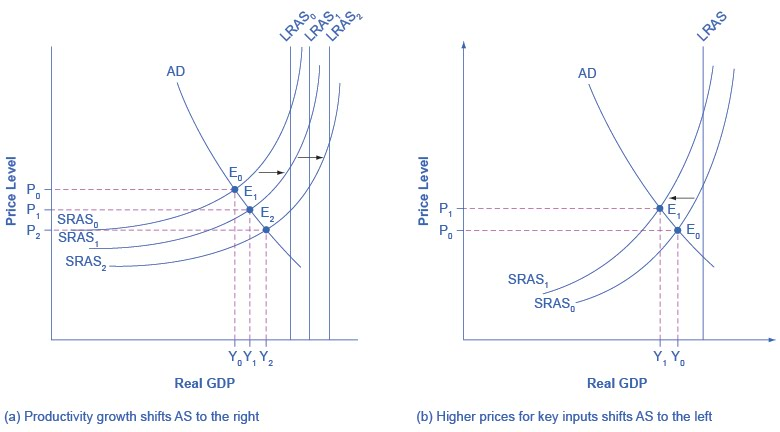 LRAS₀ LRAS₁ LRAS₂
AD
E₀
P₀
E₁
P₁
E₂
SRAS₀
P₂
SRAS₁
SRAS₂
Price Level
Y₀ Y₁ Y₂
Real GDP
(a) Productivity growth shifts AS to the right
LRAS
AD
P₁
E₁
P₀
E₀
SRAS₁
SRAS₀
Price Level
Y₁ Y₀
Real GDP
(b) Higher prices for key inputs shifts AS to the left